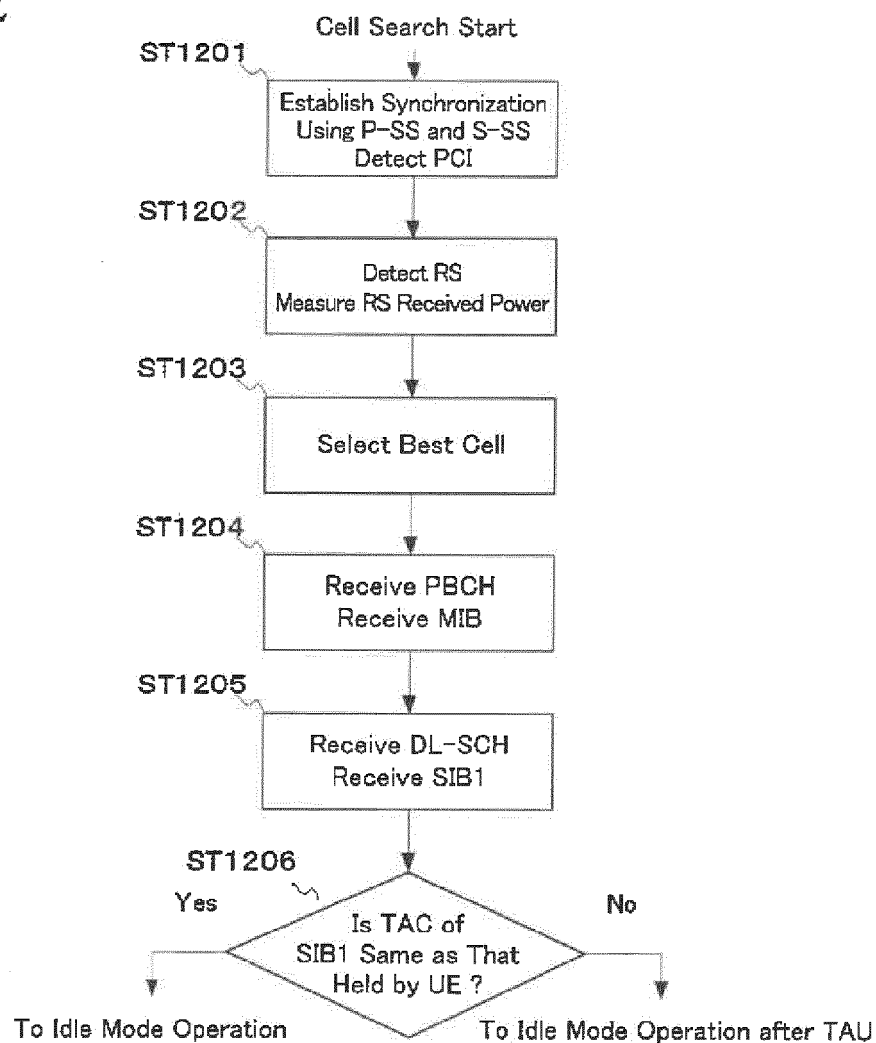 Cell Search Start
ST1201
Establish Synchronization
Using P-SS and S-SS
Detect PCI
ST1202
Detect RS
Measure RS Received Power
ST1203
Select Best Cell
ST1204
Receive PBCH
Receive MIB
ST1205
Receive DL-SCH
Receive SIB1
ST1206
Yes
No
Is TAC of
SIB1 Same as That
Held by UE ?
To Idle Mode Operation
To Idle Mode Operation after TAU